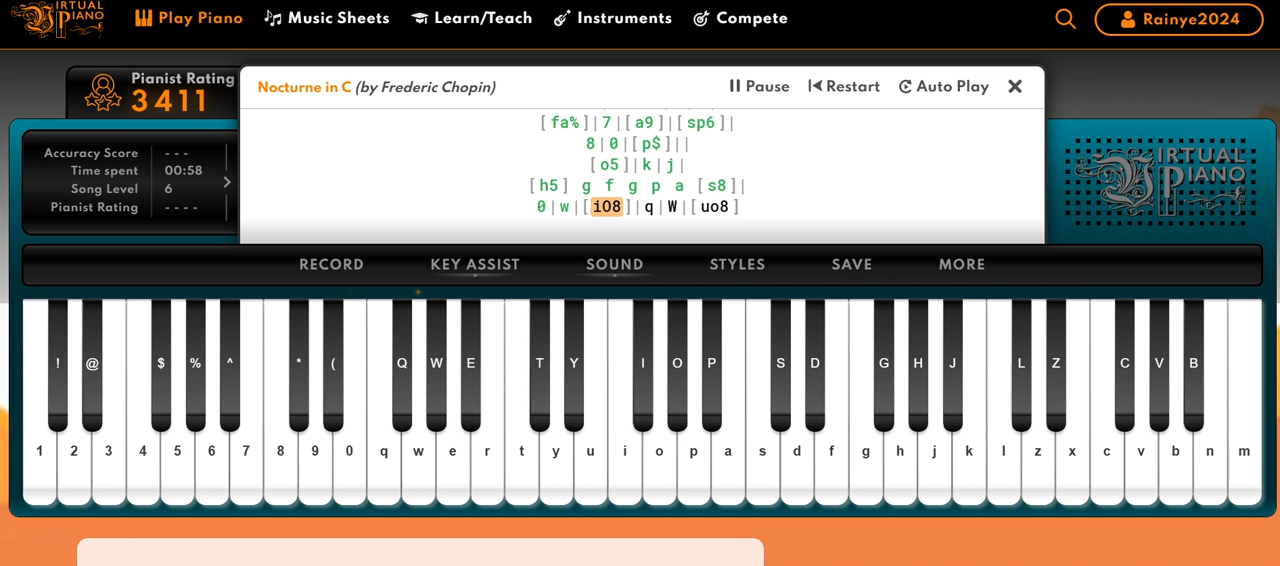 VIRTUAL PIANO
Play Piano
Music Sheets
Learn/Teach
Instruments
Compete
Rainye2024
Pianist Rating
3411
Nocturne in C (by Frederic Chopin)
Pause
Restart
Auto Play
Accuracy Score - - -
Time spent 00:58
Song Level 6
Pianist Rating - - - -
[fa%]|7|[a9]|[sp6]|
8|0|[p$]||
[o5]|k|j|
[h5] g f g p a [s8]|
0|w|[iO8]|q|W|[uo8]
VIRTUAL PIANO
RECORD
KEY ASSIST
SOUND
STYLES
SAVE
MORE
! @ $ % ^ * ( Q W E T Y I O P S D G H J L Z C V B
1 2 3 4 5 6 7 8 9 0 q w e r t y u i o p a s d f g h j k l z x c v b n m